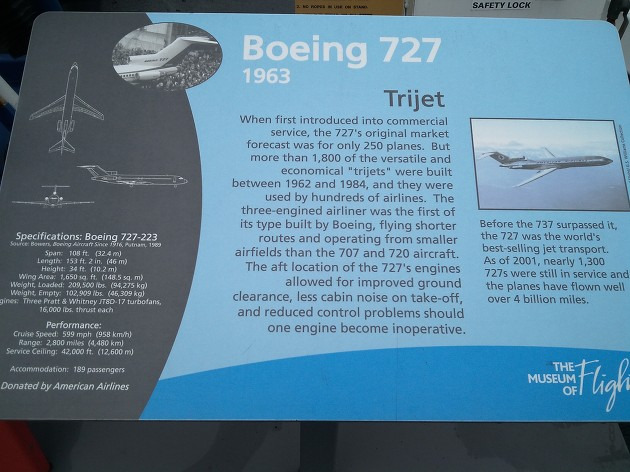 SAFETY LOCK
Boeing 727
1963
Trijet
When first introduced into commercial
service, the 727's original market
forecast was for only 250 planes. But
more than 1,800 of the versatile and
economical "trijets" were built
between 1962 and 1984, and they were
used by hundreds of airlines. The
three-engined airliner was the first of
its type built by Boeing, flying shorter
routes and operating from smaller
airfields than the 707 and 720 aircraft.
The aft location of the 727's engines
allowed for improved ground
clearance, less cabin noise on take-off,
and reduced control problems should
one engine become inoperative.
Before the 737 surpassed it,
the 727 was the world's
best-selling jet transport.
As of 2001, nearly 1,300
727s were still in service and
the planes have flown well
over 4 billion miles.
Specifications: Boeing 727-223
Source: Bowers, Boeing Aircraft Since 1916, Putnam, 1989
Span: 108 ft. (32.4 m)
Length: 153 ft. 2 in. (46 m)
Height: 34 ft. (10.2 m)
Wing Area: 1,650 sq. ft. (148.5 sq. m)
Weight, Loaded: 209,500 lbs. (94,275 kg)
Weight, Empty: 102,909 lbs. (46,309 kg)
gines: Three Pratt & Whitney JT8D-17 turbofans,
16,000 lbs. thrust each
Performance:
Cruise Speed: 599 mph (958 km/h)
Range: 2,800 miles (4,480 km)
Service Ceiling: 42,000 ft. (12,600 m)
Accommodation: 189 passengers
Donated by American Airlines
THE
MUSEUM
OF Flight